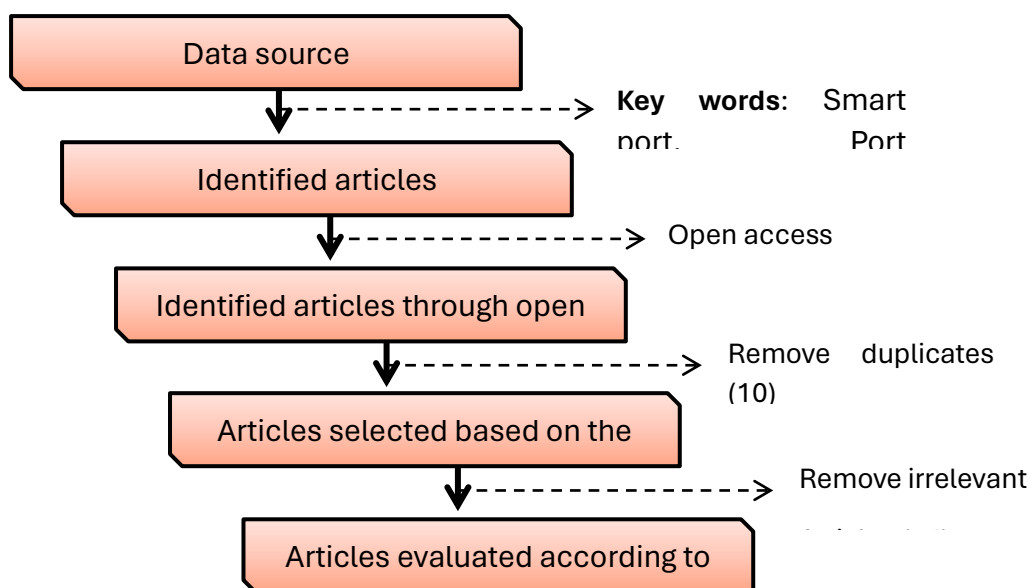 Data source
Key words: Smart
port. Port
Identified articles
Open access
Identified articles through open
Remove duplicates
(10)
Articles selected based on the
Remove irrelevant
Articles evaluated according to